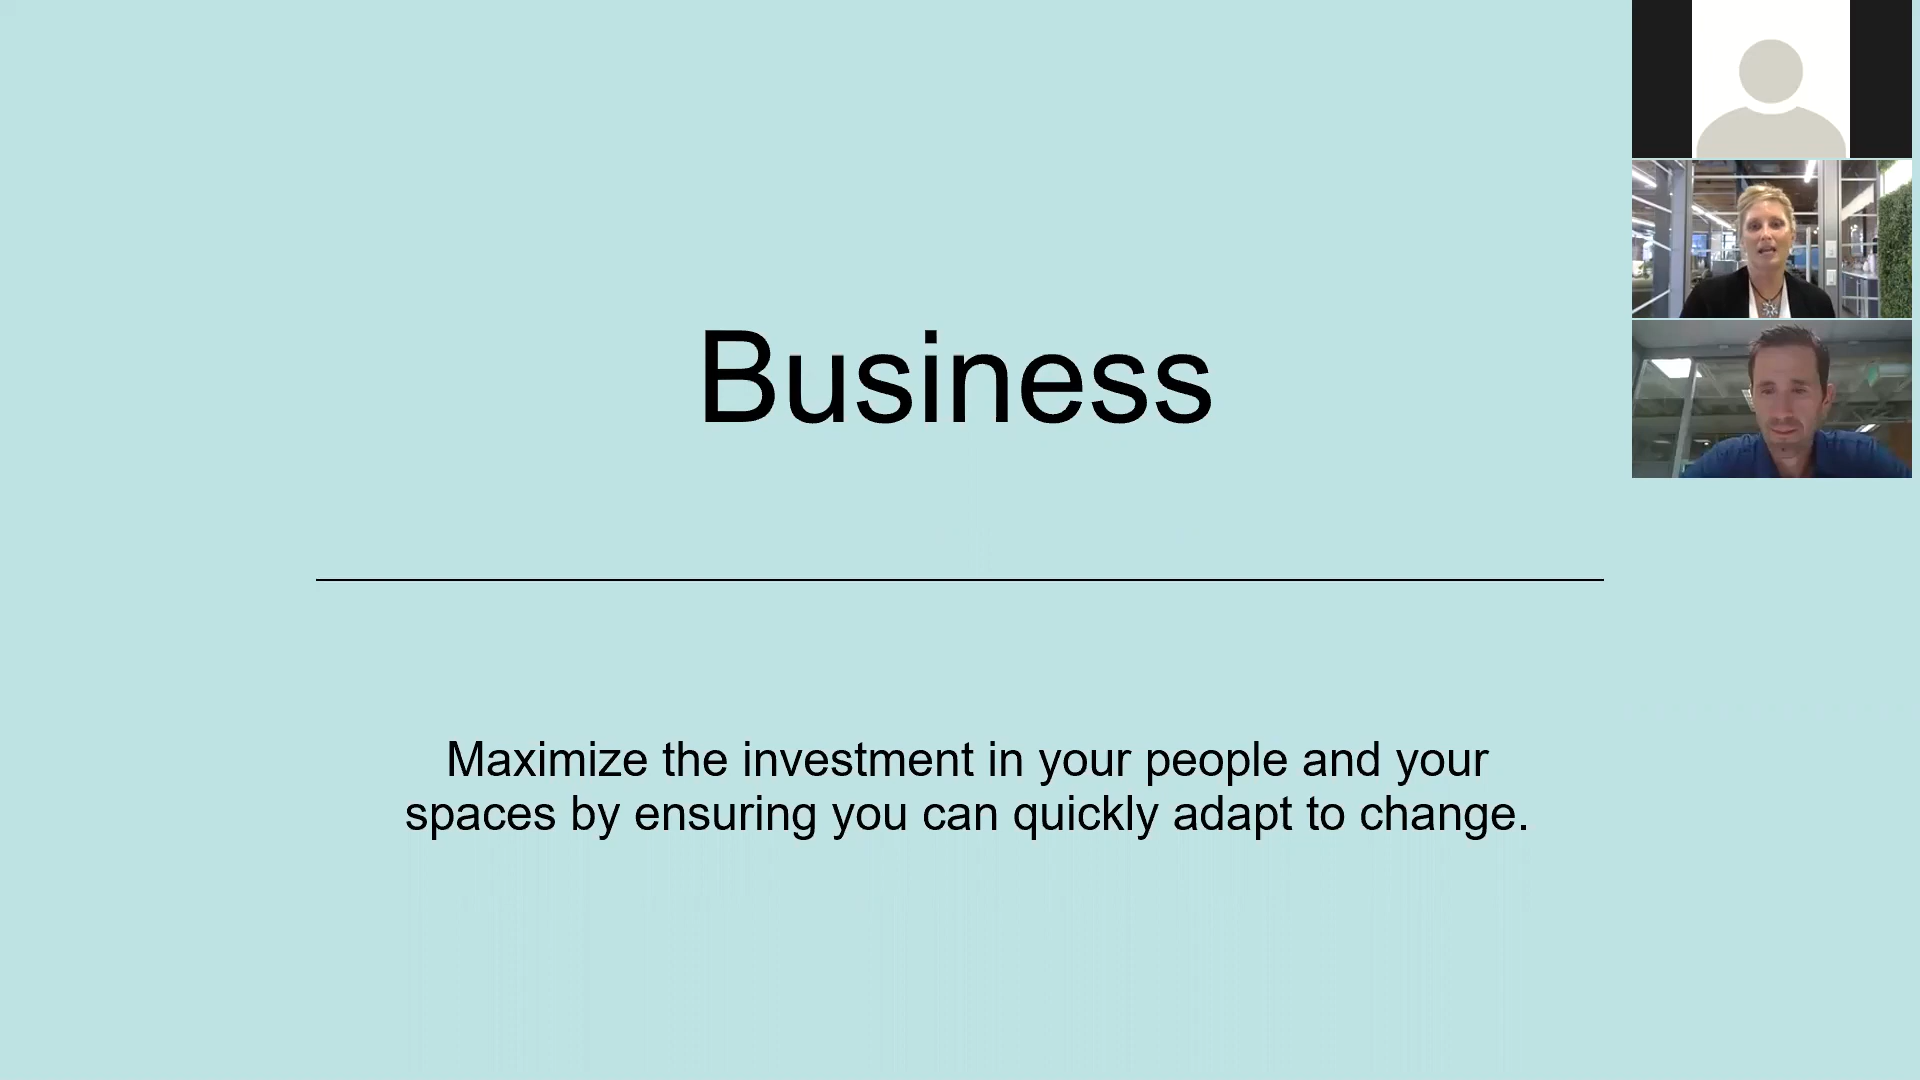 Business
Maximize the investment in your people and your
spaces by ensuring you can quickly adapt to change.